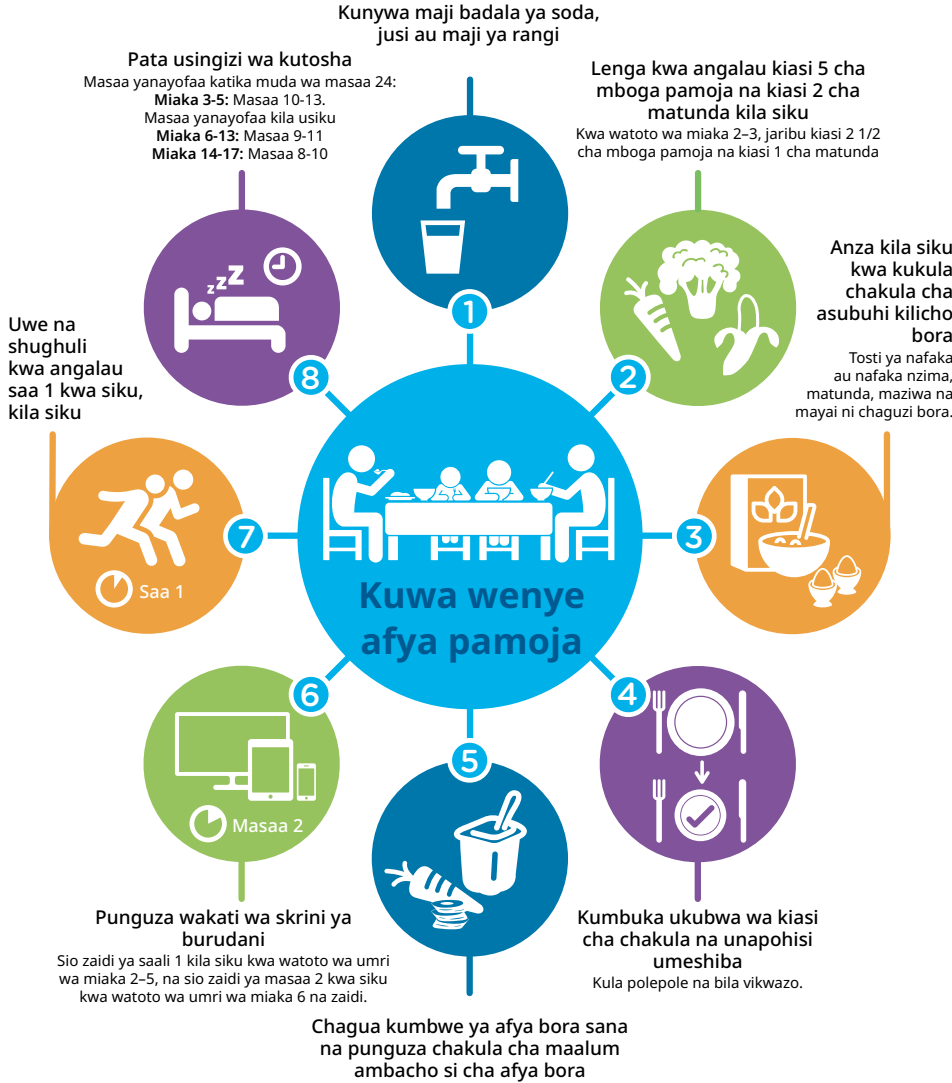 Kunywa maji badala ya soda,
jusi au maji ya rangi
1
Lenga kwa angalau kiasi 5 cha
mboga pamoja na kiasi 2 cha
matunda kila siku
Kwa watoto wa miaka 2–3, jaribu kiasi 2 1/2
cha mboga pamoja na kiasi 1 cha matunda
2
Anza kila siku
kwa kukula
chakula cha
asubuhi kilicho
bora
Tosti ya nafaka
au nafaka nzima,
matunda, maziwa na
mayai ni chaguzi bora.
3
4
Kumbuka ukubwa wa kiasi
cha chakula na unapohisi
umeshiba
Kula polepole na bila vikwazo.
5
Chagua kumbwe ya afya bora sana
na punguza chakula cha maalum
ambacho si cha afya bora
6
Masaa 2
Punguza wakati wa skrini ya
burudani
Sio zaidi ya saali 1 kila siku kwa watoto wa umri
wa miaka 2–5, na sio zaidi ya masaa 2 kwa siku
kwa watoto wa umri wa miaka 6 na zaidi.
Uwe na
shughuli
kwa angalau
saa 1 kwa siku,
kila siku
7
Saa 1
Pata usingizi wa kutosha
Masaa yanayofaa katika muda wa masaa 24:
Miaka 3-5: Masaa 10-13.
Masaa yanayofaa kila usiku
Miaka 6-13: Masaa 9-11
Miaka 14-17: Masaa 8-10
zzz
8
Kuwa wenye
afya pamoja